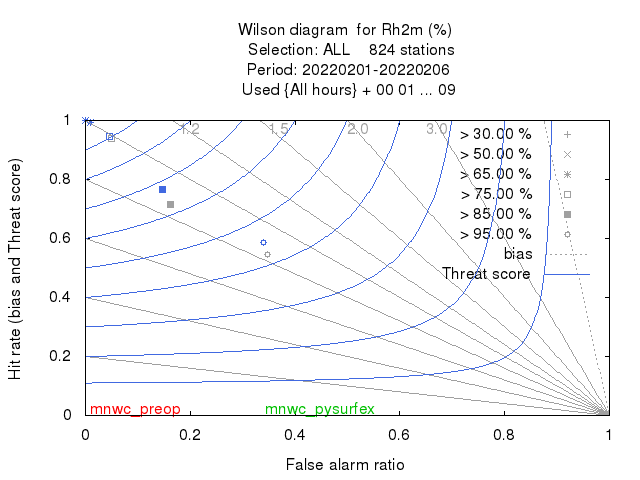 Wilson diagram  for Rh2m (%)
Selection: ALL    824 stations
Period: 20220201-20220206
Used {All hours} + 00 01 ... 09
Hit rate (bias and Threat score)
1
0.8
0.6
0.4
0.2
0
1.2
1.5
2.0
3.0
> 30.00 %
> 50.00 %
> 65.00 %
> 75.00 %
> 85.00 %
> 95.00 %
bias
Threat score
mnwc_preop
mnwc_pysurfex
0
0.2
0.4
0.6
0.8
1
False alarm ratio